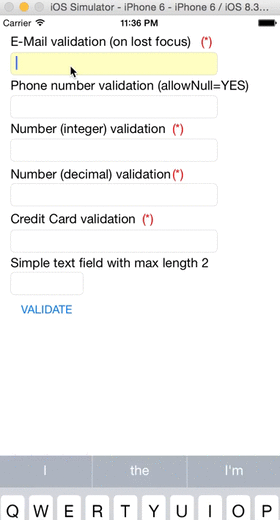 iOS Simulator - iPhone 6 - iPhone 6 / iOS 8.3...
Carrier 11:36 PM
E-Mail validation (on lost focus) (*)
Phone number validation (allowNull=YES)
Number (integer) validation (*)
Number (decimal) validation(*)
Credit Card validation (*)
Simple text field with max length 2
VALIDATE
I the I'm
Q W E R T Y U I O P